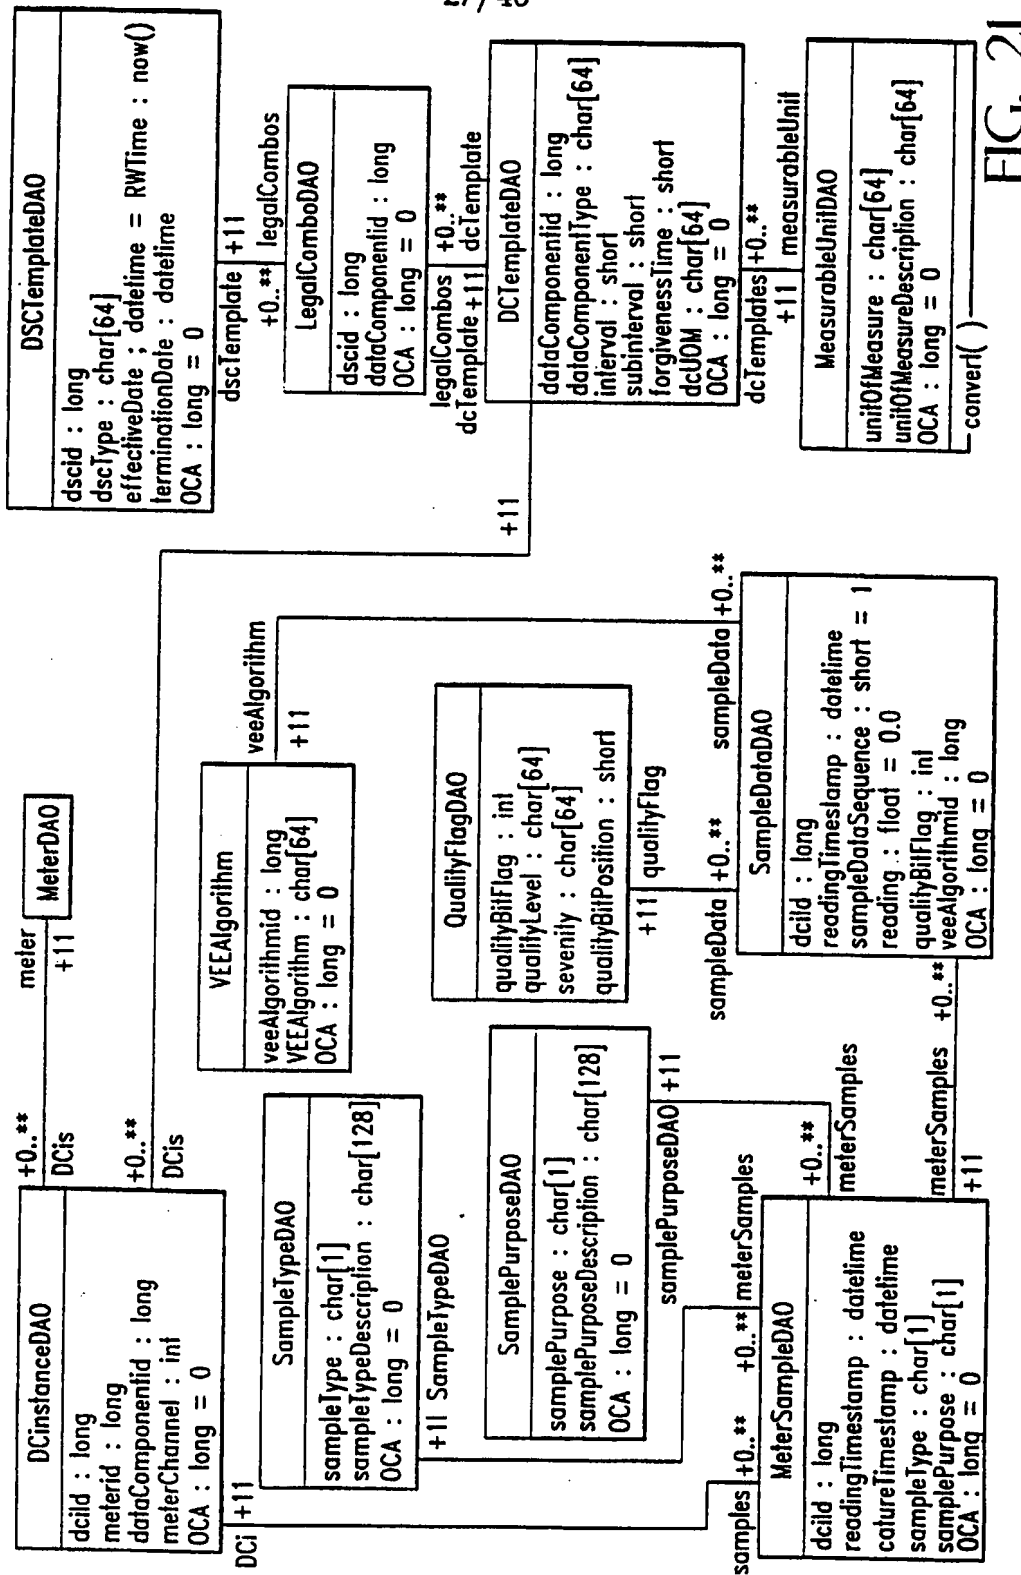 27/40
DSCTemplateDAO
dscid : long
dscType : char[64]
effectiveDate ; datetime = RWTime : now()
terminationDate : datetime
OCA : long = 0
dscTemplate +11
+0..** legalCombos
LegalComboDAO
dscid : long
dataComponentid : long
OCA : long = 0
legalCombos +0..**
dcTemplate +11 dcTemplate
DCTemplateDAO
dataComponentid : long
dataComponentType : char[64]
interval : short
subinterval : short
forgivenessTime : short
dcUOM : char[64]
OCA : long = 0
dcTemplates +0..**
+11 measurableUnit
MeasurableUnitDAO
unitOfMeasure : char[64]
unitOfMeasureDescription : char[64]
OCA : long = 0
convert( )
FIG. 21
+11
meter
+11
MeterDAO
veeAlgorithm
+11
VEEAlgorithm
veeAlgorithmid : long
VEEAlgorithm : char[64]
OCA : long = 0
QualityFlagDAO
qualityBitFlag : int
qualityLevel : char[64]
sevenity : char[64]
qualityBitPosition : short
+11 qualityFlag
sampleData +0..**
sampleData +0..**
SampleDataDAO
dciId : long
readingTimestamp : datetime
sampleDataSequence : short = 1
reading : float = 0.0
qualityBitFlag : int
veeAlgorithmid : long
OCA : long = 0
meterSamples +0..**
+11
+0..**
DCis
+0..**
DCis
DCinstanceDAO
dciId : long
meterid : long
dataComponentid : long
meterChannel : int
OCA : long = 0
DCi +11
SampleTypeDAO
sampleType : char[1]
sampleTypeDescription : char[128]
OCA : long = 0
+11 SampleTypeDAO
SamplePurposeDAO
samplePurpose : char[1]
samplePurposeDescription : char[128]
OCA : long = 0
samplePurposeDAO +11
samples +0..** +0..** meterSamples
+0..**
meterSamples
MeterSampleDAO
dciId : long
readingTimestamp : datetime
catureTimestamp : datetime
sampleType : char[1]
samplePurpose : char[1]
OCA : long = 0